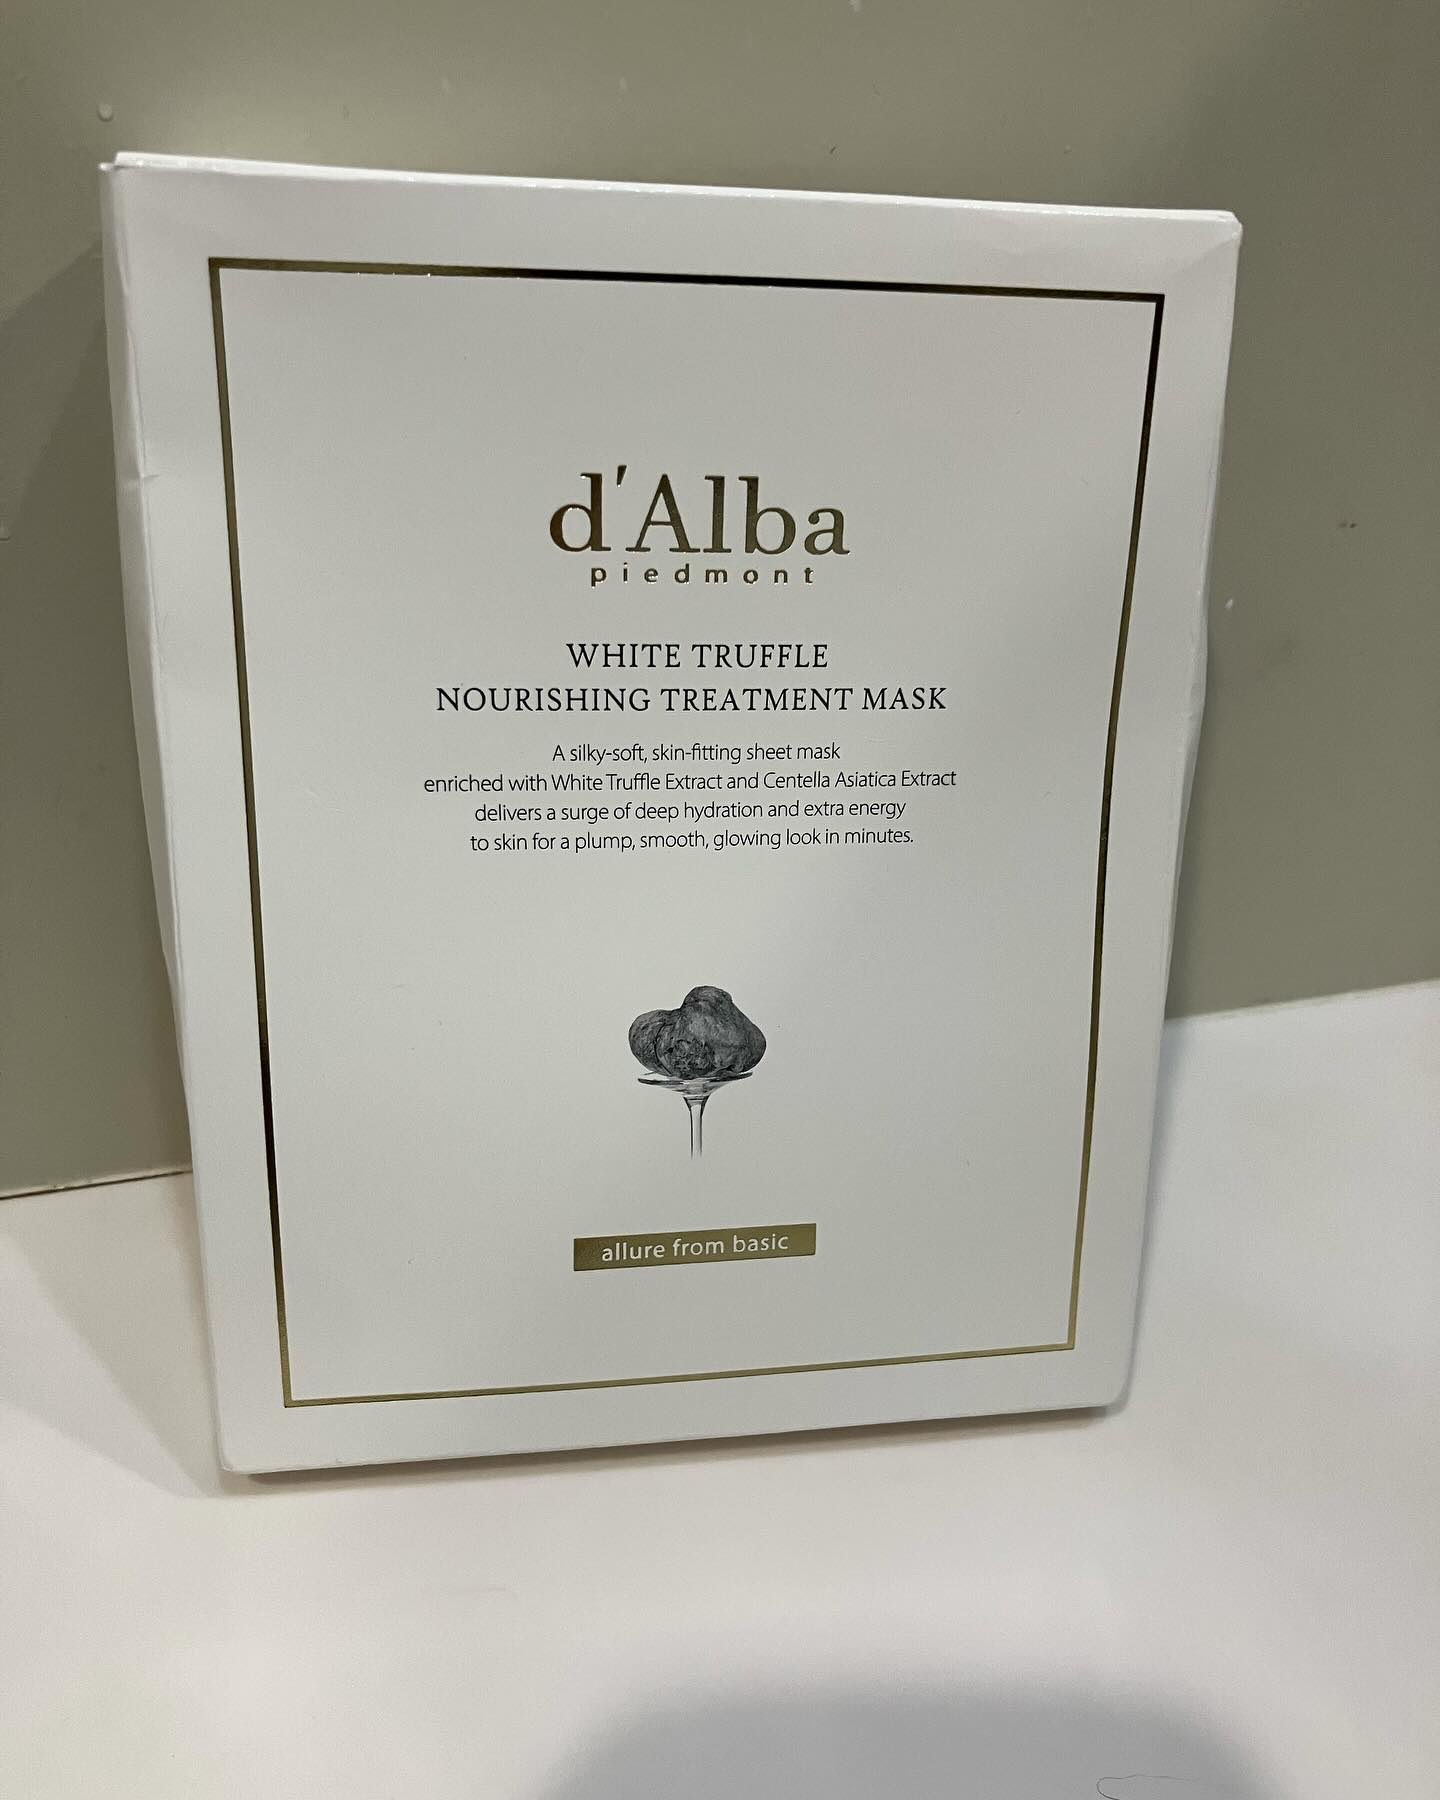 d'Alba
piedmont
WHITE TRUFFLE
NOURISHING TREATMENT MASK
A silky-soft, skin-fitting sheet mask
enriched with White Truffle Extract and Centella Asiatica Extract
delivers a surge of deep hydration and extra energy
to skin for a plump, smooth, glowing look in minutes.
allure from basic